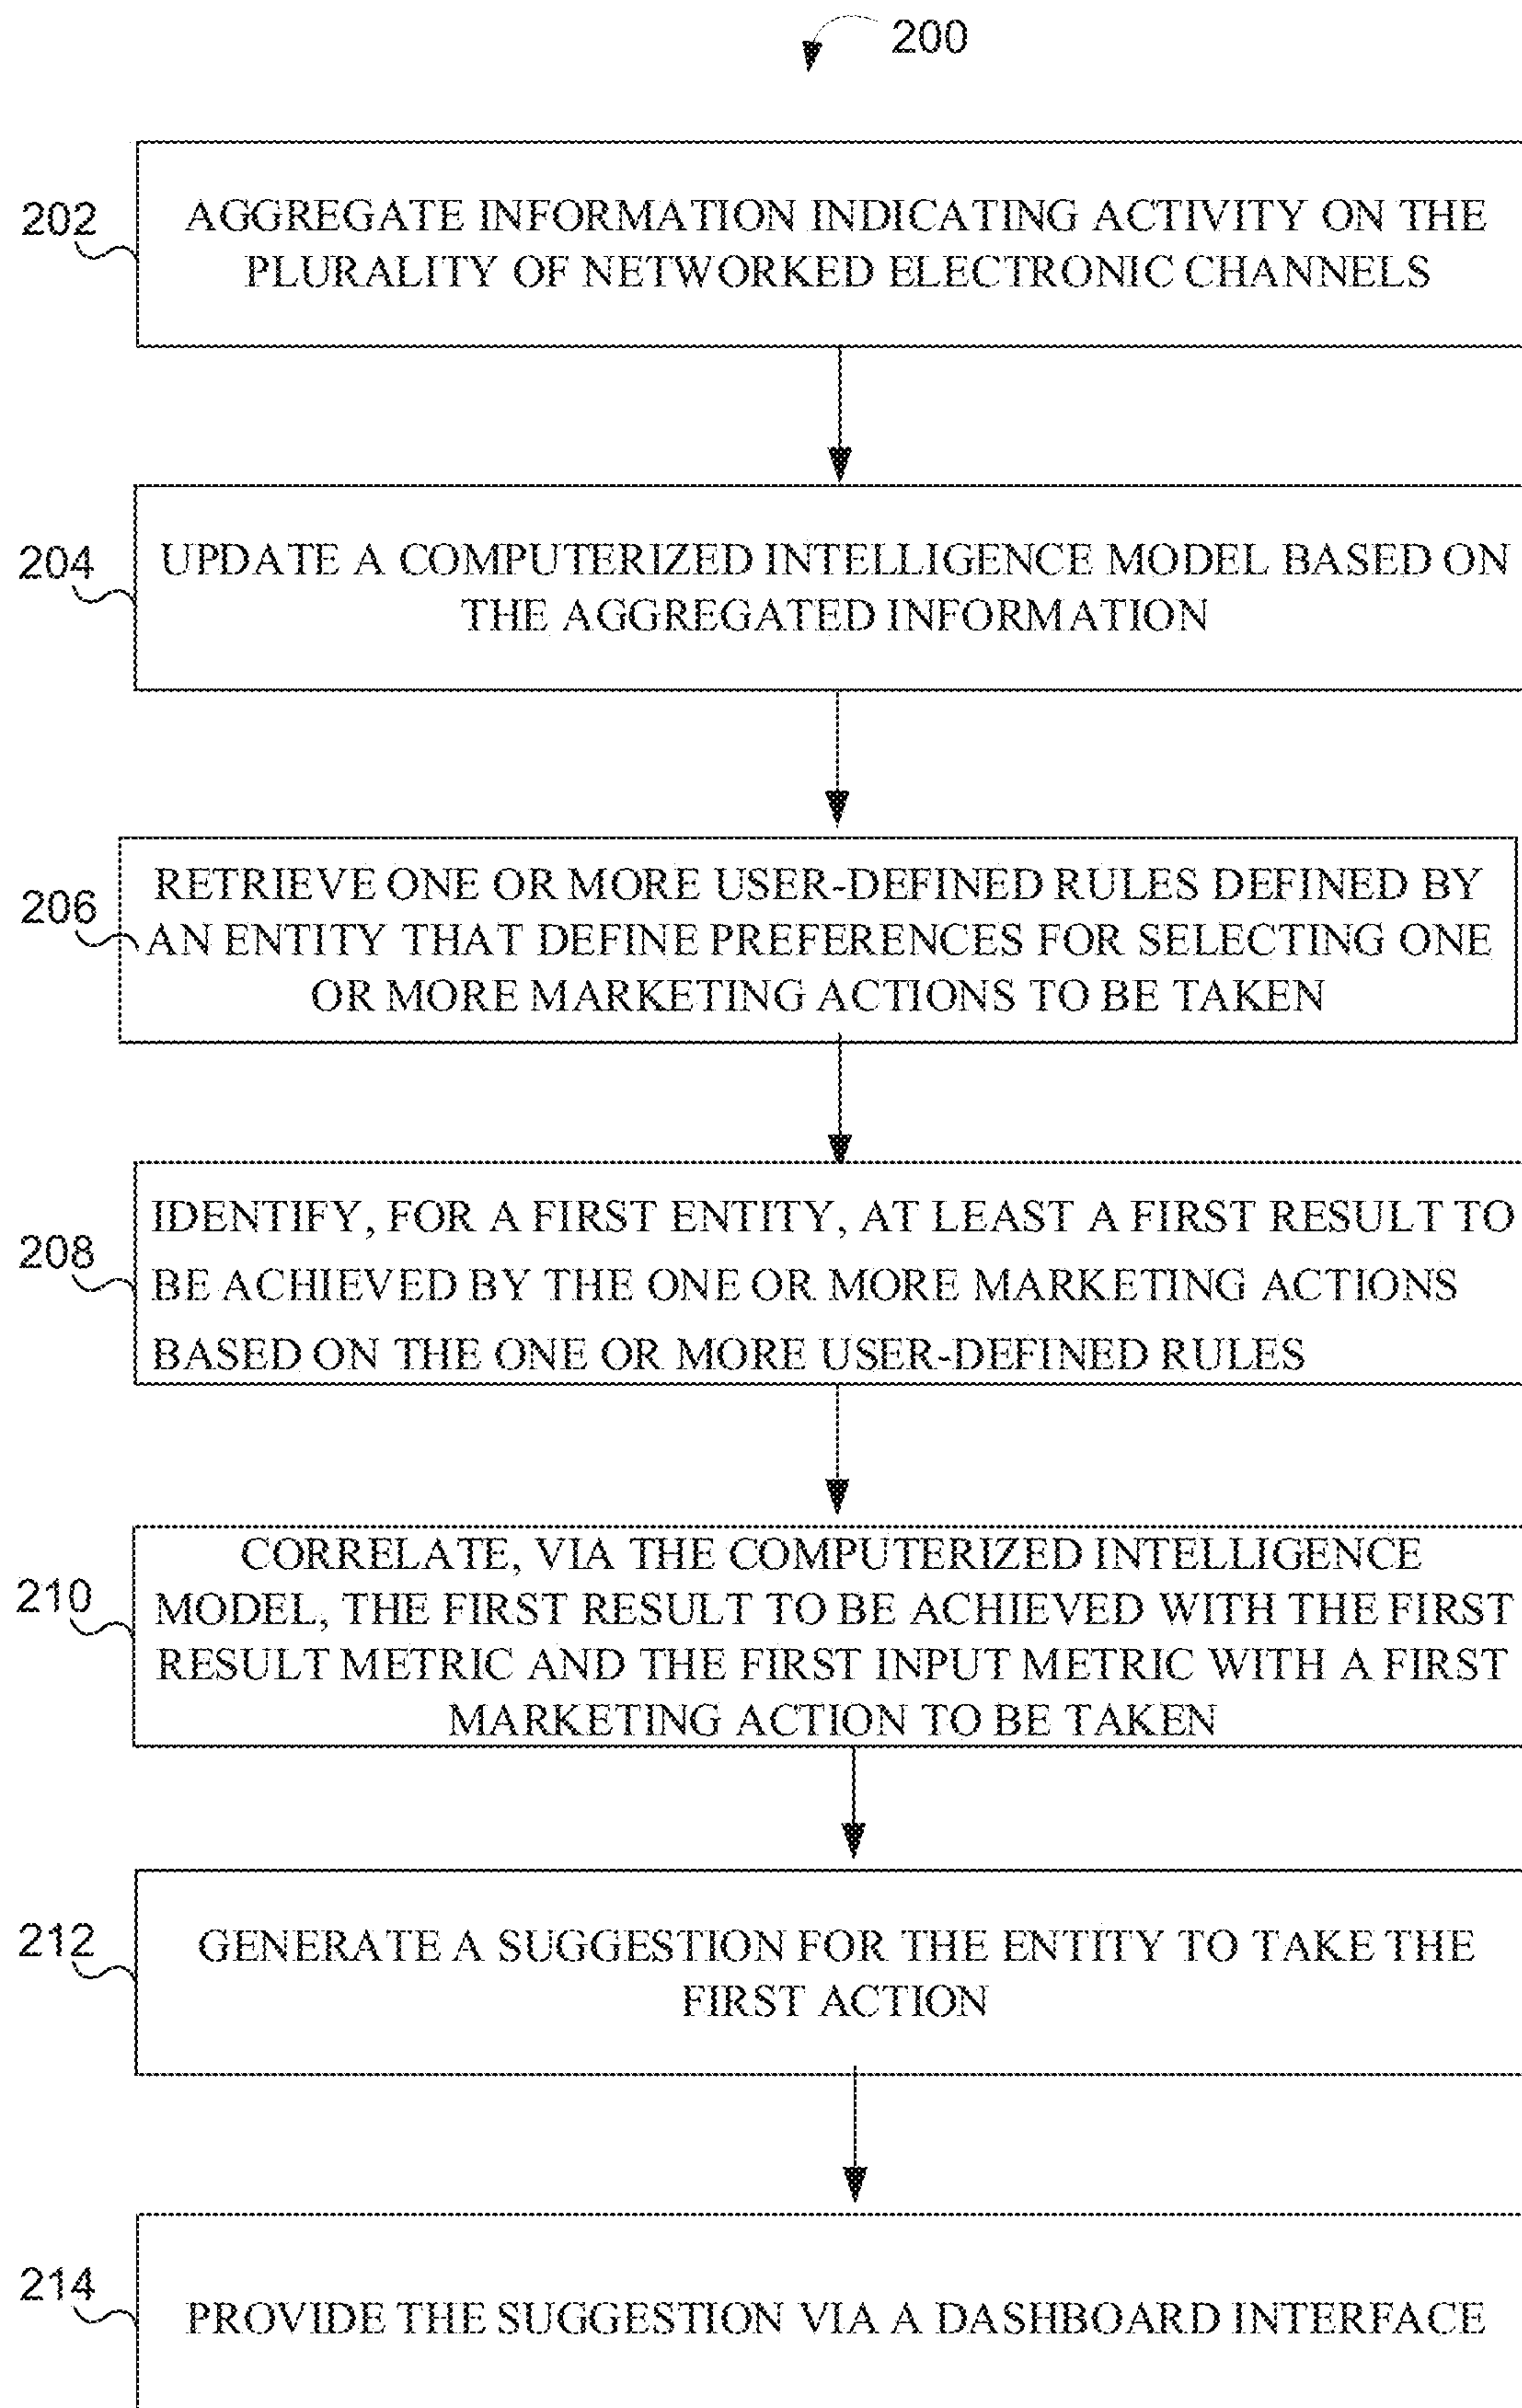 200
202
AGGREGATE INFORMATION INDICATING ACTIVITY ON THE
PLURALITY OF NETWORKED ELECTRONIC CHANNELS
204
UPDATE A COMPUTERIZED INTELLIGENCE MODEL BASED ON
THE AGGREGATED INFORMATION
206
RETRIEVE ONE OR MORE USER-DEFINED RULES DEFINED BY
AN ENTITY THAT DEFINE PREFERENCES FOR SELECTING ONE
OR MORE MARKETING ACTIONS TO BE TAKEN
208
IDENTIFY, FOR A FIRST ENTITY, AT LEAST A FIRST RESULT TO
BE ACHIEVED BY THE ONE OR MORE MARKETING ACTIONS
BASED ON THE ONE OR MORE USER-DEFINED RULES
210
CORRELATE, VIA THE COMPUTERIZED INTELLIGENCE
MODEL, THE FIRST RESULT TO BE ACHIEVED WITH THE FIRST
RESULT METRIC AND THE FIRST INPUT METRIC WITH A FIRST
MARKETING ACTION TO BE TAKEN
212
GENERATE A SUGGESTION FOR THE ENTITY TO TAKE THE
FIRST ACTION
214
PROVIDE THE SUGGESTION VIA A DASHBOARD INTERFACE